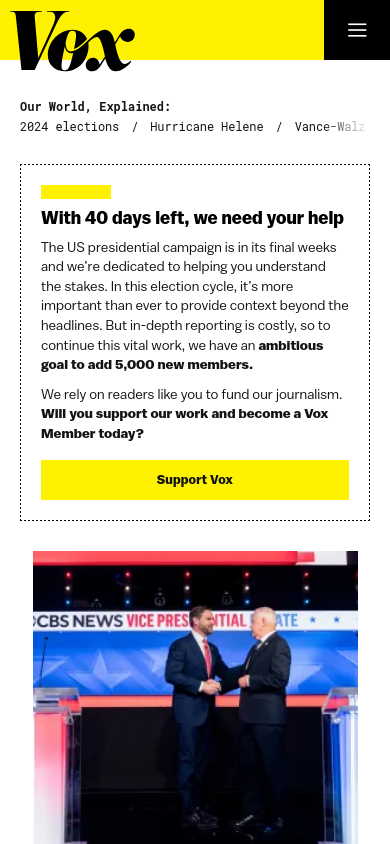 Vox
Our World, Explained:
2024 elections / Hurricane Helene / Vance-Walz
With 40 days left, we need your help
The US presidential campaign is in its final weeks
and we’re dedicated to helping you understand
the stakes. In this election cycle, it’s more
important than ever to provide context beyond the
headlines. But in-depth reporting is costly, so to
continue this vital work, we have an ambitious
goal to add 5,000 new members.
We rely on readers like you to fund our journalism.
Will you support our work and become a Vox
Member today?
Support Vox
CBS NEWS VICE PRESIDENTIAL